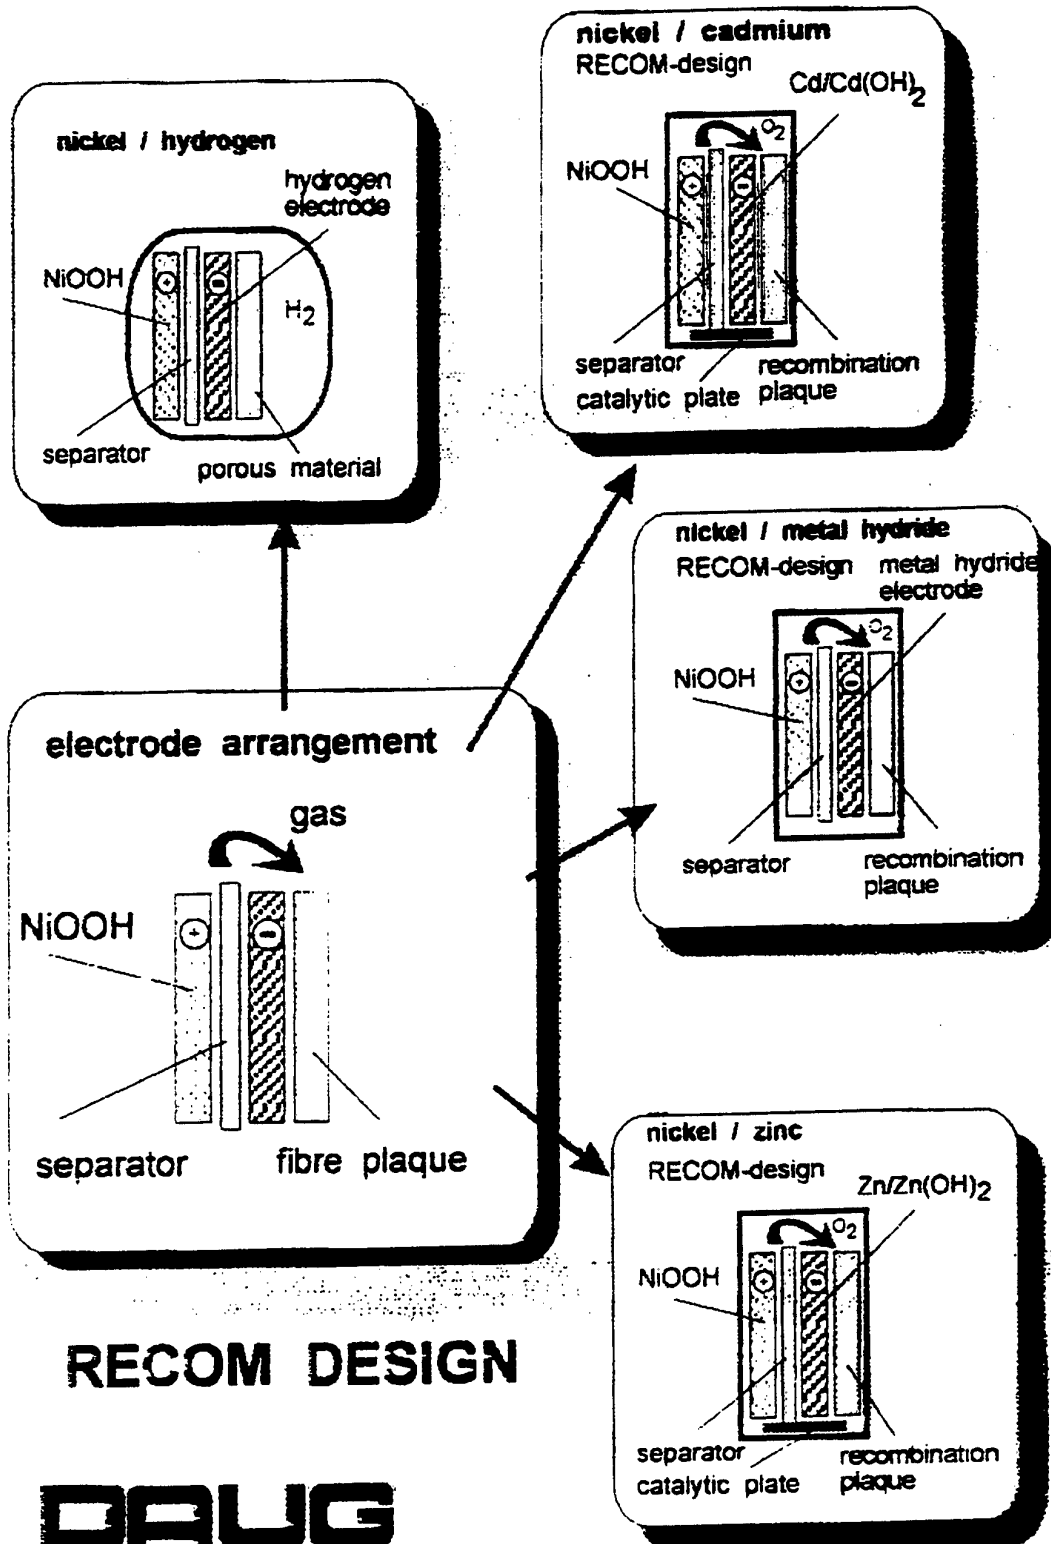 nickel / cadmium
RECOM-design
Cd/Cd(OH)2
O2
NiOOH
+
-
separator
catalytic plate
recombination
plaque
nickel / hydrogen
hydrogen
electrode
NiOOH
+
-
H2
separator
porous material
nickel / metal hydride
RECOM-design
metal hydride
electrode
O2
NiOOH
+
-
separator
recombination
plaque
electrode arrangement
gas
NiOOH
+
-
separator
fibre plaque
nickel / zinc
RECOM-design
Zn/Zn(OH)2
O2
NiOOH
+
-
separator
catalytic plate
recombination
plaque
RECOM DESIGN
DAUG